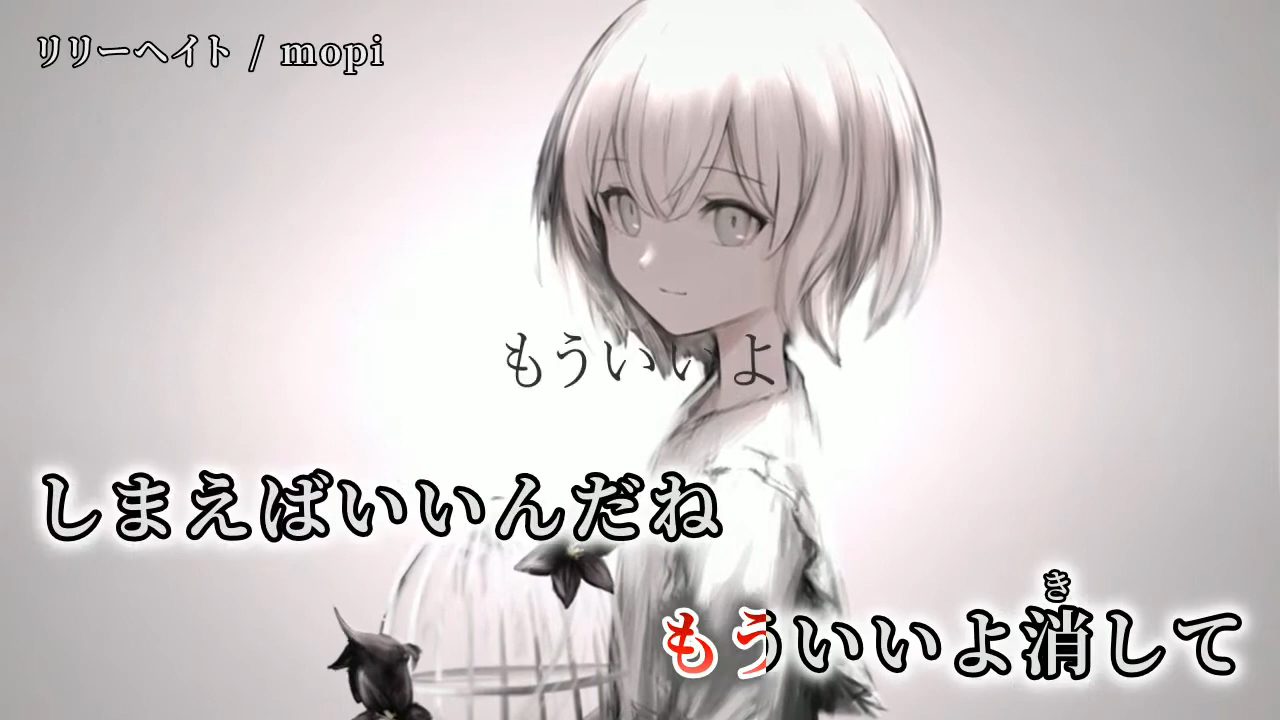 リリーヘイト / mopi
もういいよ
しまえばいいんだね
き
もういいよ消して